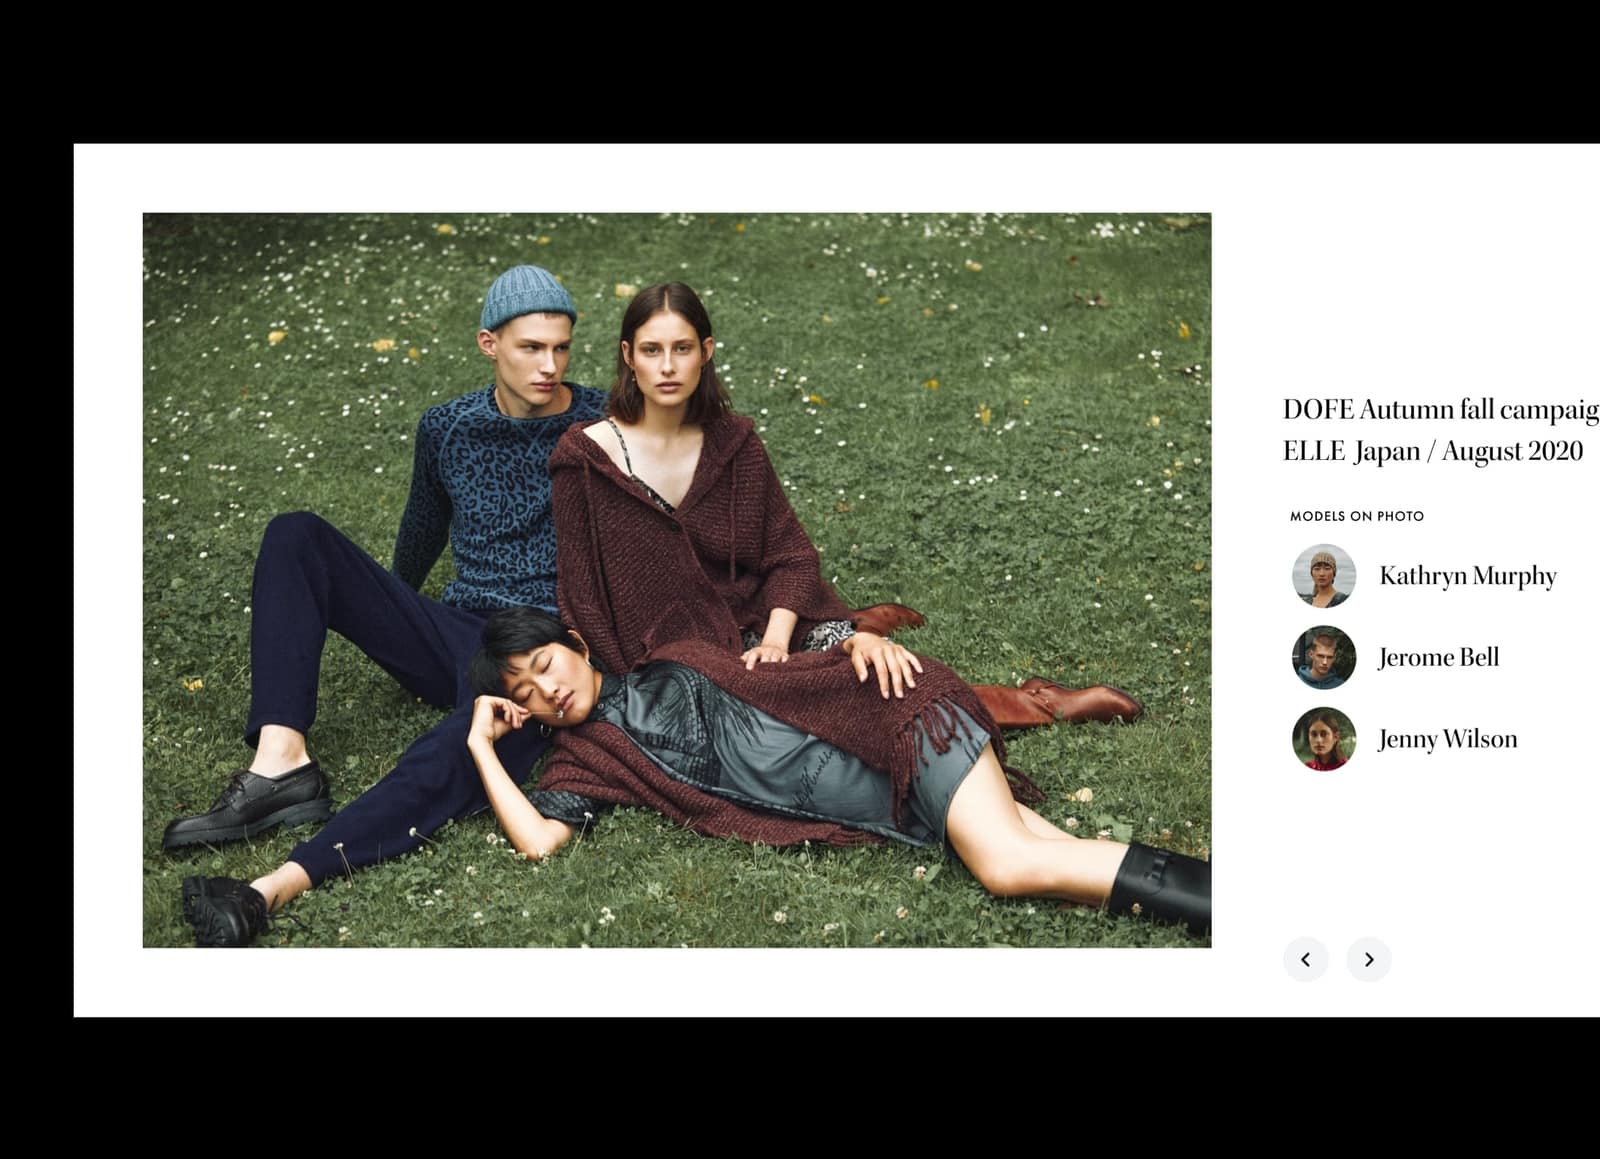 DOFE Autumn fall campaig
ELLE Japan / August 2020
MODELS ON PHOTO
Kathryn Murphy
Jerome Bell
Jenny Wilson